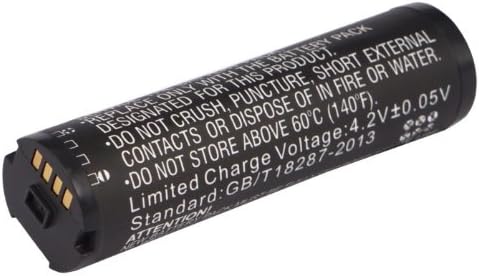 REPLACE ONLY WITH THE BATTERY PACK
DESIGNATED FOR THIS PRODUCT.
•DO NOT CRUSH, PUNCTURE, SHORT EXTERNAL
CONTACTS OR DISPOSE OF IN FIRE OR WATER.
•DO NOT STORE ABOVE 60℃ (140℉)
Limited Charge Voltage:4.2V±0.05V
Standard:GB/T18287-2013
ATTENTION!